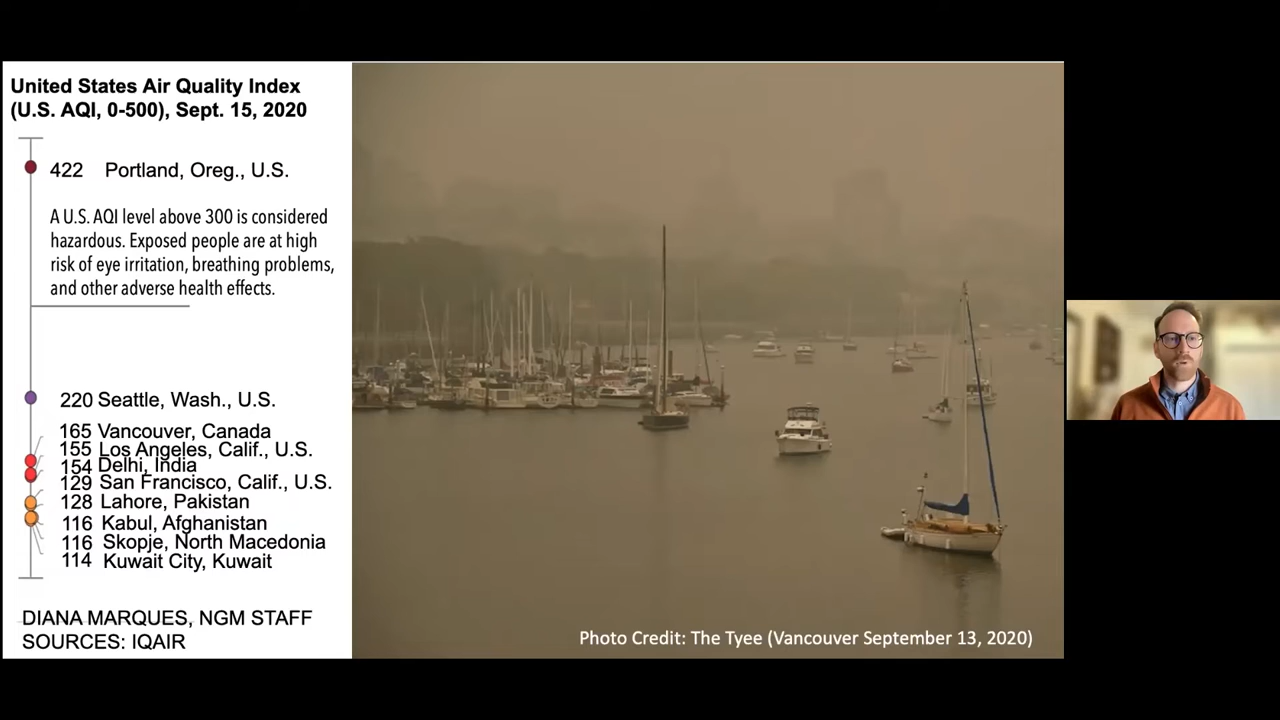 United States Air Quality Index
(U.S. AQI, 0-500), Sept. 15, 2020
422 Portland, Oreg., U.S.
A U.S. AQI level above 300 is considered
hazardous. Exposed people are at high
risk of eye irritation, breathing problems,
and other adverse health effects.
220 Seattle, Wash., U.S.
165 Vancouver, Canada
155 Los Angeles, Calif., U.S.
154 Delhi, India
129 San Francisco, Calif., U.S.
128 Lahore, Pakistan
116 Kabul, Afghanistan
116 Skopje, North Macedonia
114 Kuwait City, Kuwait
DIANA MARQUES, NGM STAFF
SOURCES: IQAIR
Photo Credit: The Tyee (Vancouver September 13, 2020)